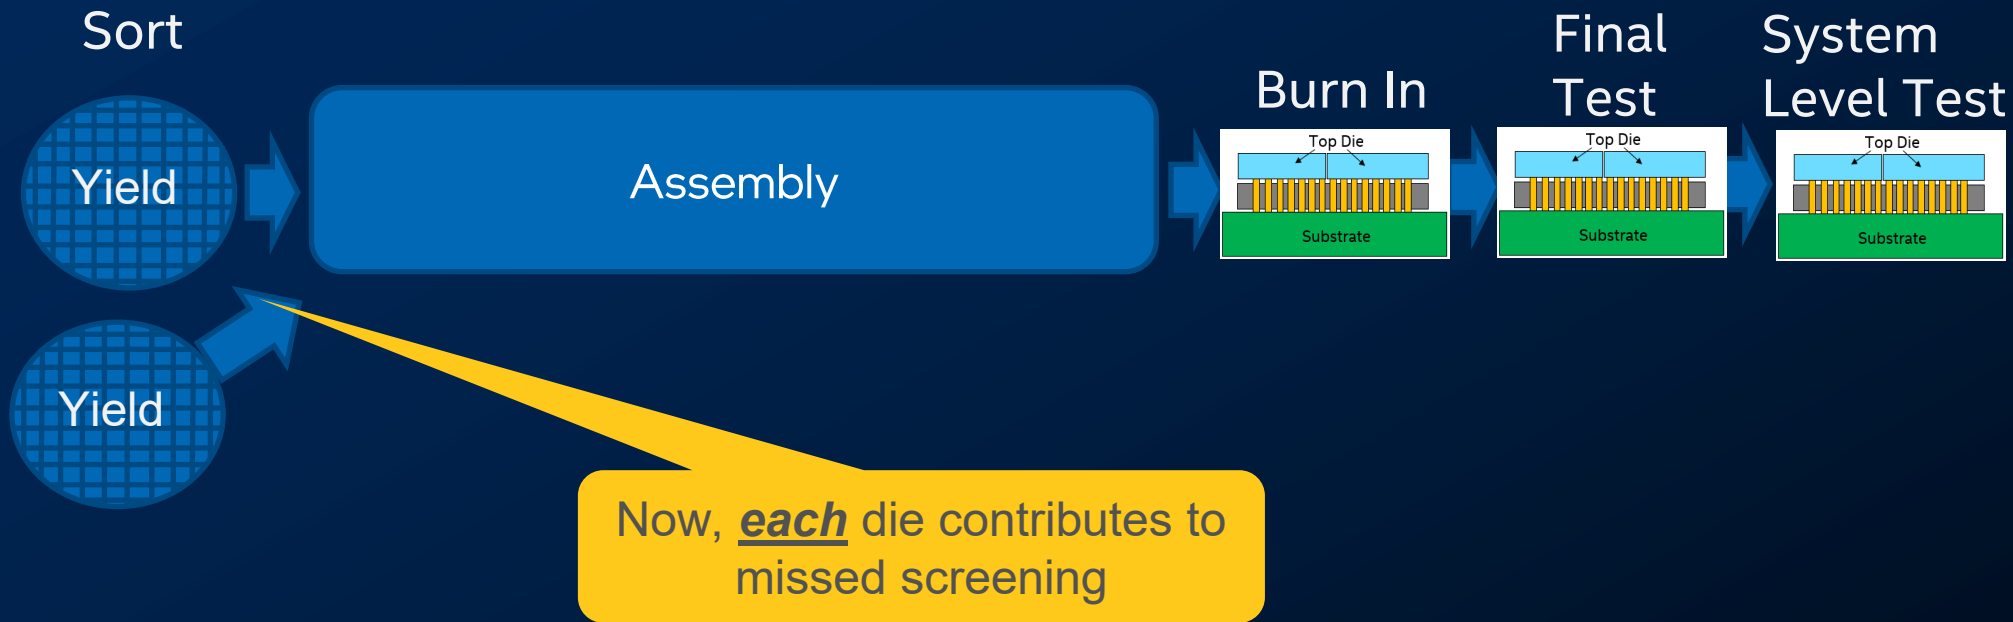 Sort
Yield
Yield
Assembly
Burn In
Top Die
Substrate
Final
Test
Top Die
Substrate
System
Level Test
Top Die
Substrate
Now, each die contributes to
missed screening